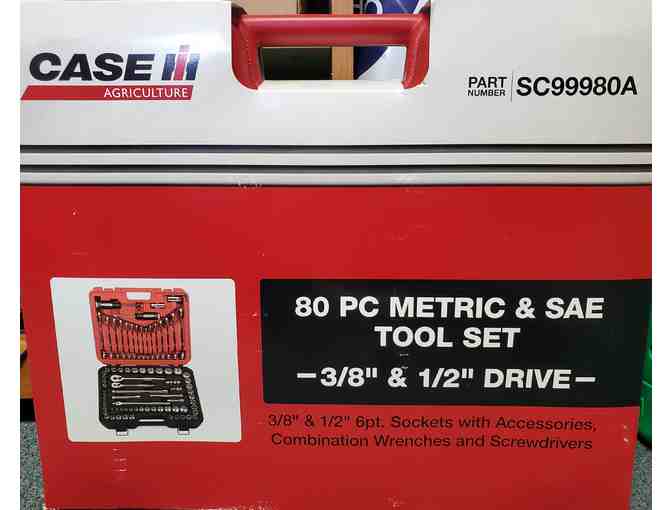 CASE IH
AGRICULTURE
PART
NUMBER
SC99980A
80 PC METRIC & SAE
TOOL SET
–3/8" & 1/2" DRIVE–
3/8" & 1/2" 6pt. Sockets with Accessories,
Combination Wrenches and Screwdrivers